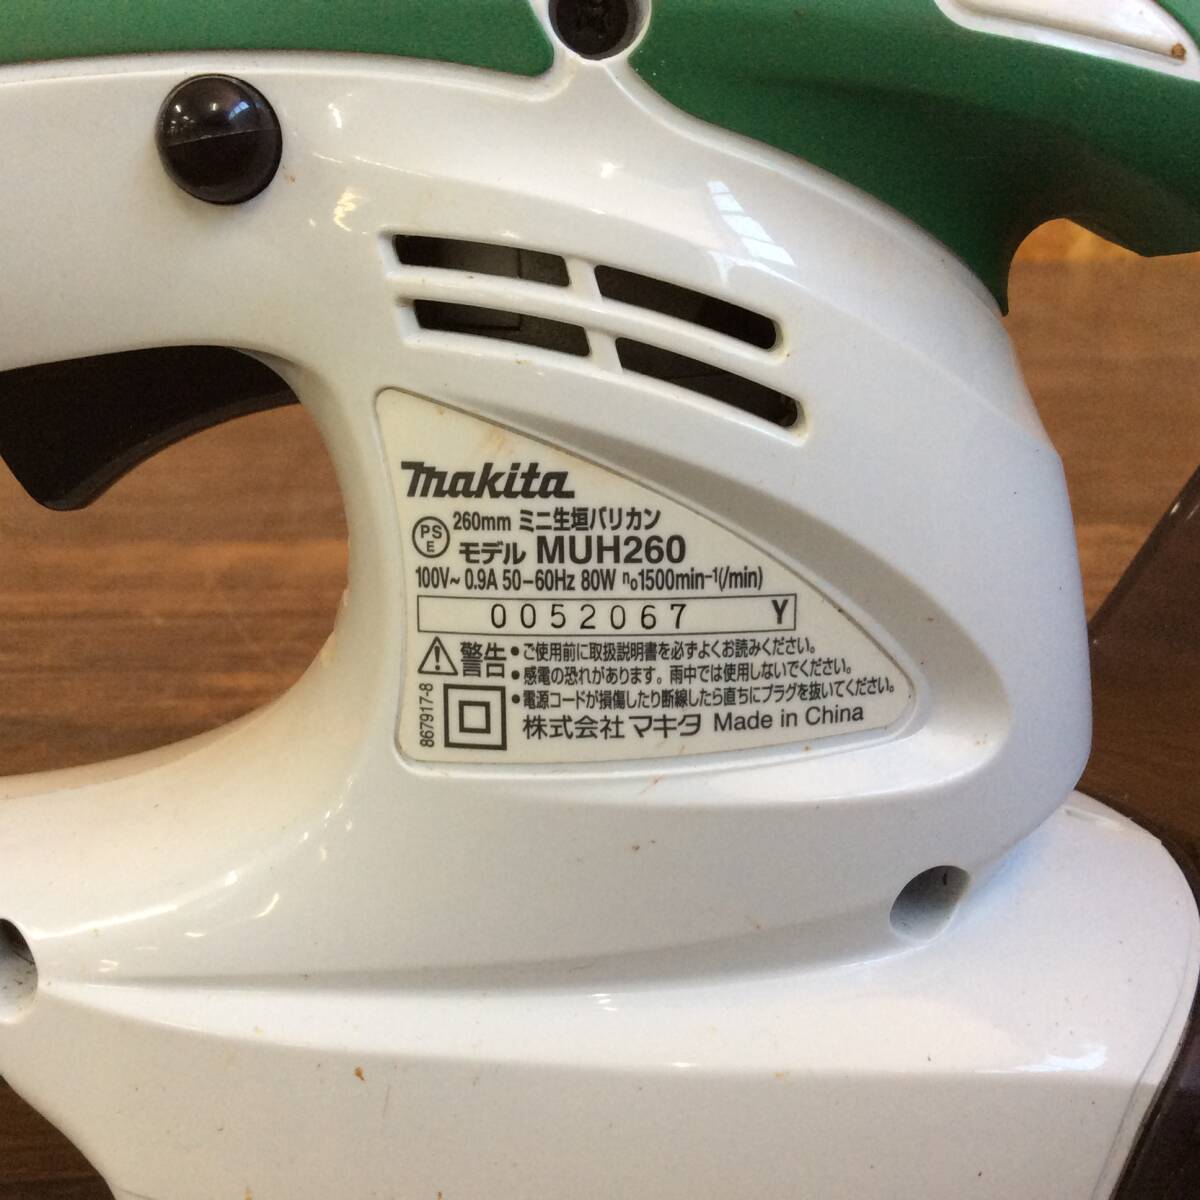 makita
260mm ミニ生垣バリカン
PS E モデル MUH260
100V~ 0.9A 50-60Hz 80W n₀1500min⁻¹(/min)
0052067 Y
警告 • ご使用前に取扱説明書を必ずよくお読みください。
• 感電の恐れがあります。雨中では使用しないでください。
• 電源コードが損傷したり断線したら直ちにプラグを抜いてください。
株式会社 マキタ Made in China
867917-8